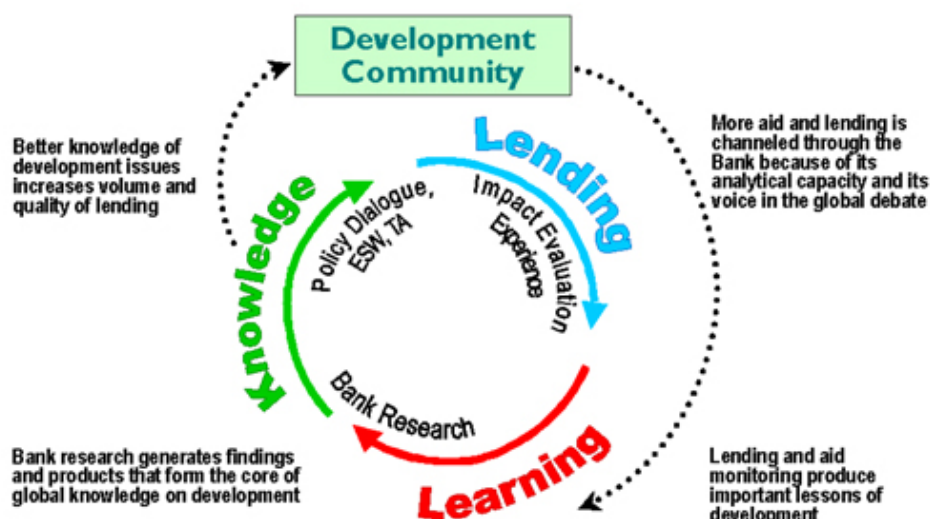 Development
Community
Better knowledge of
development issues
increases volume and
quality of lending
More aid and lending is
channeled through the
Bank because of its
analytical capacity and its
voice in the global debate
Lending
Impact Evaluation
Experience
Knowledge
Policy Dialogue,
ESW, TA
Bank Research
Learning
Bank research generates findings
and products that form the core of
global knowledge on development
Lending and aid
monitoring produce
important lessons of
development